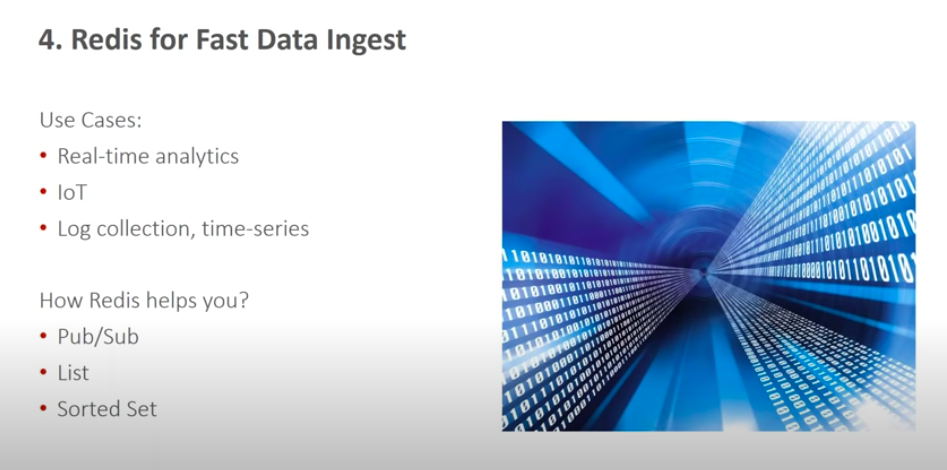 4. Redis for Fast Data Ingest
Use Cases:
• Real-time analytics
• IoT
• Log collection, time-series
How Redis helps you?
• Pub/Sub
• List
• Sorted Set